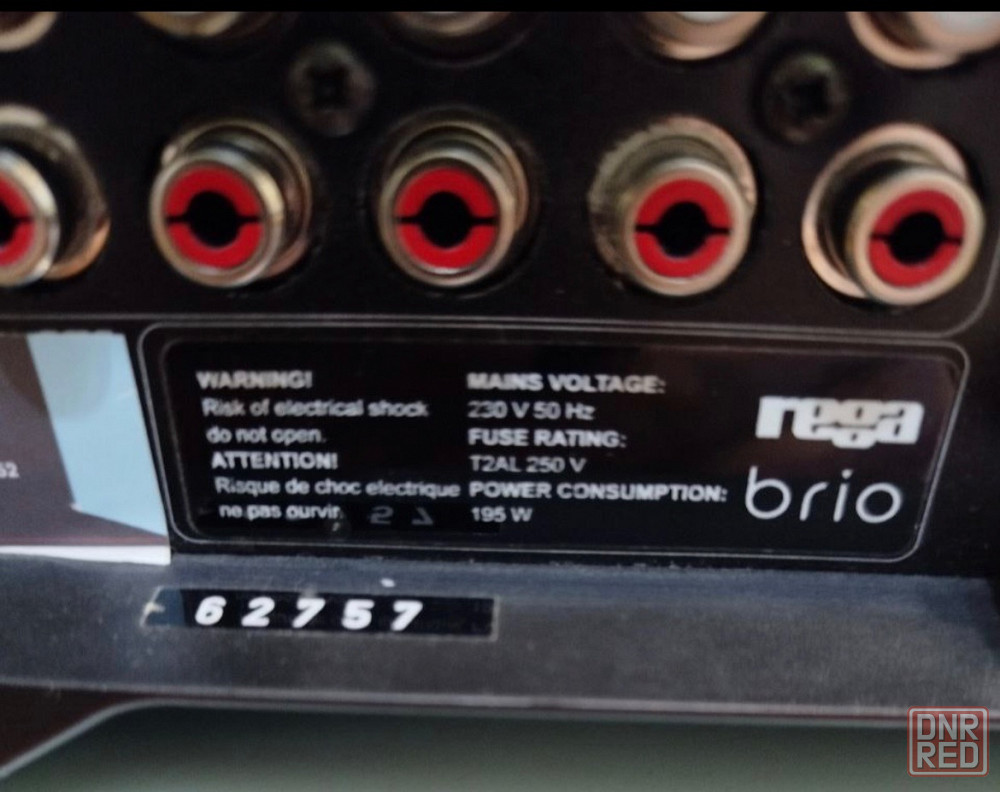 WARNING!
Risk of electrical shock
do not open.
ATTENTION!
Risque de choc electrique
ne pas ourvir.
MAINS VOLTAGE:
230 V 50 Hz
FUSE RATING:
T2AL 250 V
POWER CONSUMPTION:
195 W
rega
brio
62757
DNR
RED